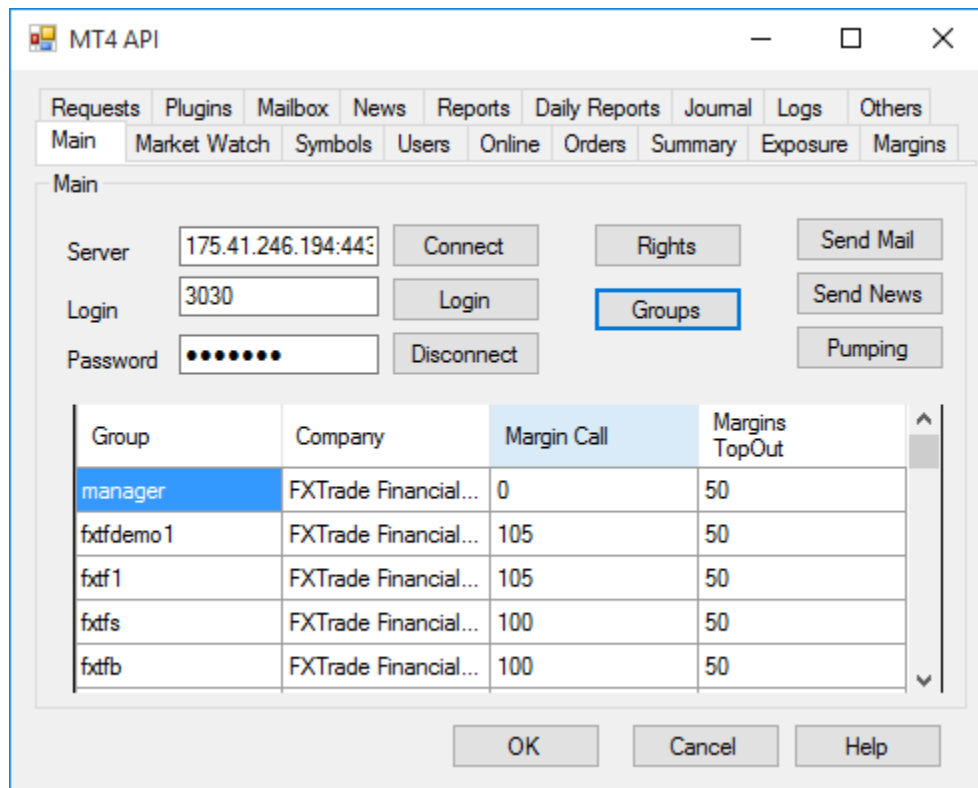 MT4 API
Requests Plugins Mailbox News Reports Daily Reports Journal Logs Others
Main Market Watch Symbols Users Online Orders Summary Exposure Margins
Main
Server 175.41.246.194:443 Connect Rights Send Mail
Login 3030 Login Groups Send News
Password ●●●●●●● Disconnect Pumping
Group Company Margin Call Margins
TopOut
manager FXTrade Financial... 0 50
fxtfdemo1 FXTrade Financial... 105 50
fxtf1 FXTrade Financial... 105 50
fxtfs FXTrade Financial... 100 50
fxtfb FXTrade Financial... 100 50
OK Cancel Help